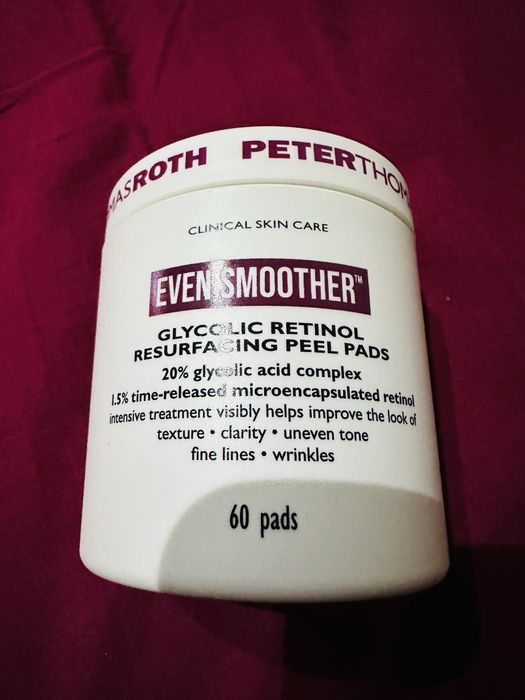 MASROTH PETERTHOM
CLINICAL SKIN CARE
EVEN SMOOTHER™
GLYCOLIC RETINOL
RESURFACING PEEL PADS
20% glycolic acid complex
1.5% time-released microencapsulated retinol
intensive treatment visibly helps improve the look of
texture • clarity • uneven tone
fine lines • wrinkles
60 pads